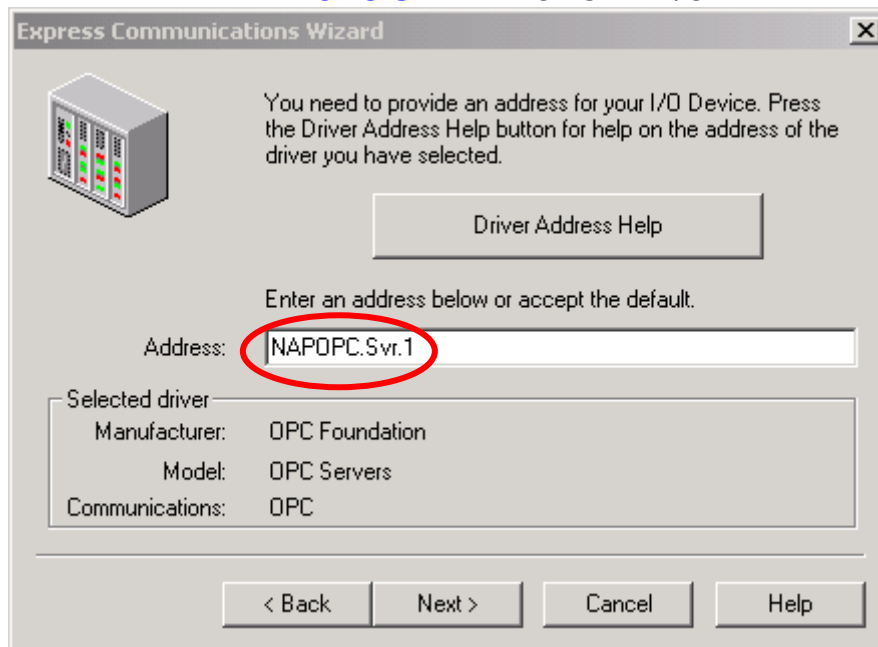 Express Communications Wizard
You need to provide an address for your I/O Device. Press
the Driver Address Help button for help on the address of the
driver you have selected.
Driver Address Help
Enter an address below or accept the default.
Address: NAPOPC.Svr.1
Selected driver
Manufacturer: OPC Foundation
Model: OPC Servers
Communications: OPC
< Back Next > Cancel Help